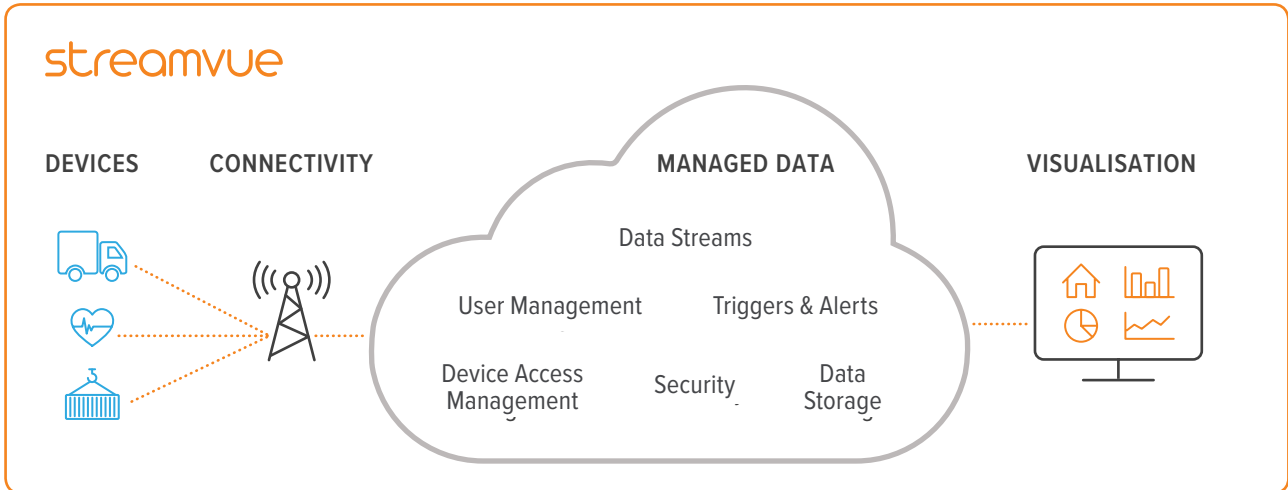 streamvue
DEVICES
CONNECTIVITY
MANAGED DATA
VISUALISATION
Data Streams
User Management
Triggers & Alerts
Device Access
Management
Security
Data
Storage